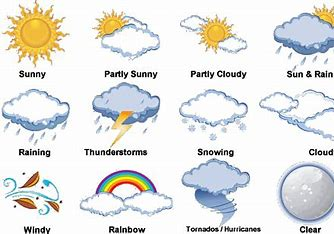 Sunny Partly Sunny Partly Cloudy Sun & Rain
Raining Thunderstorms Snowing Cloud
Windy Rainbow Tornados / Hurricanes Clear